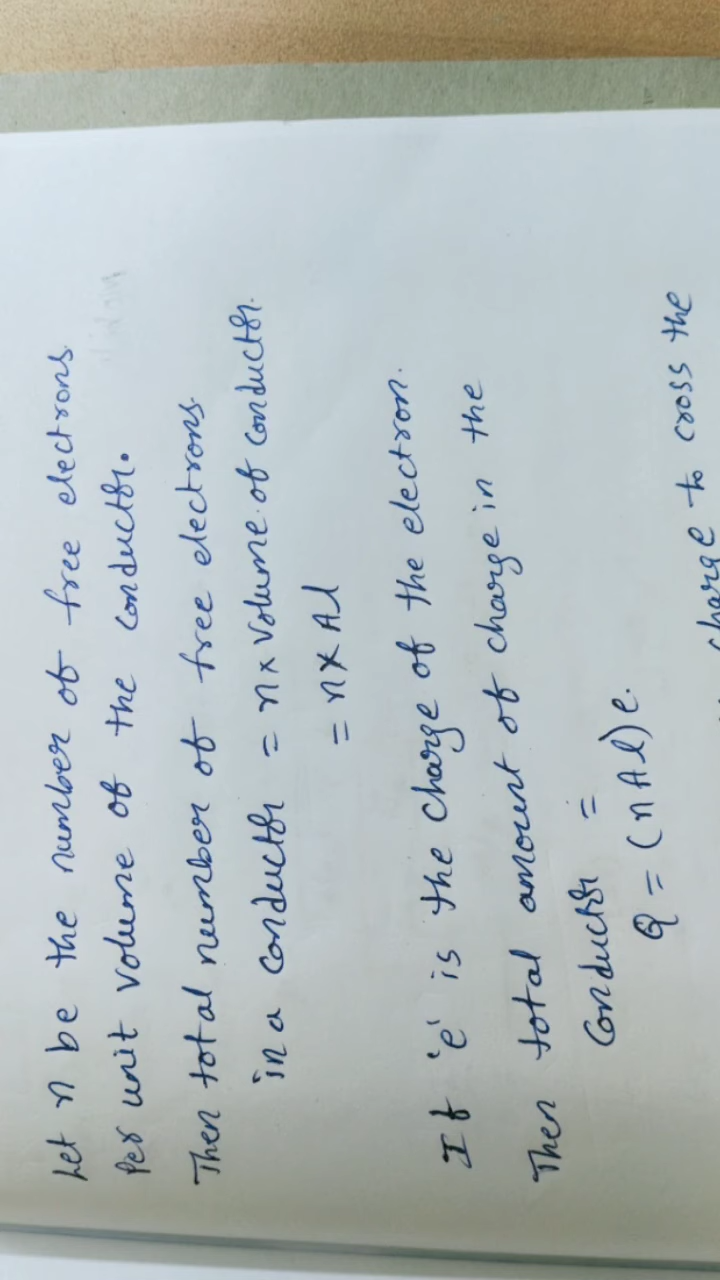 Let n be the number of free electrons
Per unit volume of the conductor.
Then total number of free electrons
in a conductor = n x Volume of conductor.
= n x Al
If 'e' is the charge of the electron.
Then total amount of charge in the
Conductor =
Q = (nAl)e.
charge to cross the